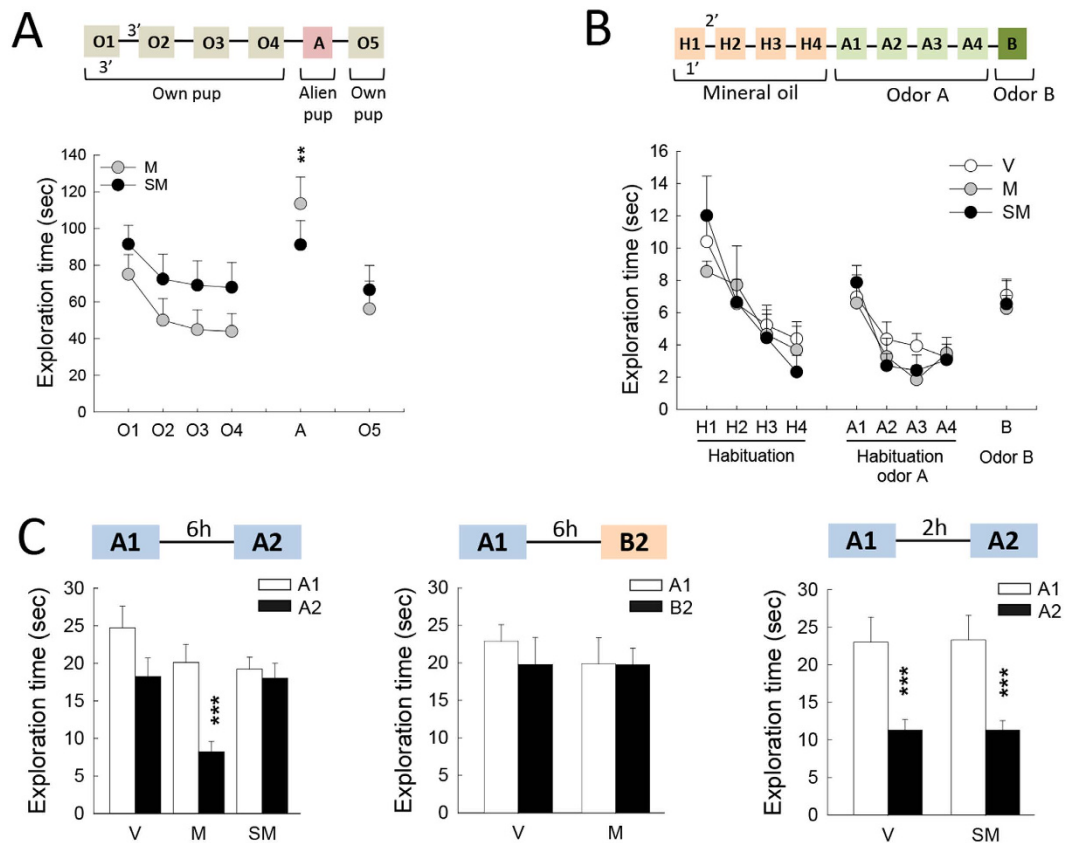 A
O1 3’ O2 O3 O4 A O5
3’
Own pup Alien pup Own pup
Exploration time (sec)
140
120
100
80
60
40
20
0
M
SM
**
O1 O2 O3 O4 A O5
B
H1 2’ H2 H3 H4 A1 A2 A3 A4 B
1’
Mineral oil Odor A Odor B
Exploration time (sec)
16
14
12
10
8
6
4
2
0
V
M
SM
H1 H2 H3 H4 A1 A2 A3 A4 B
Habituation Habituation odor A Odor B
C
A1 6h A2
Exploration time (sec)
30
25
20
15
10
5
0
A1
A2
***
V M SM
A1 6h B2
Exploration time (sec)
30
25
20
15
10
5
0
A1
B2
V M
A1 2h A2
Exploration time (sec)
30
25
20
15
10
5
0
A1
A2
*** ***
V SM